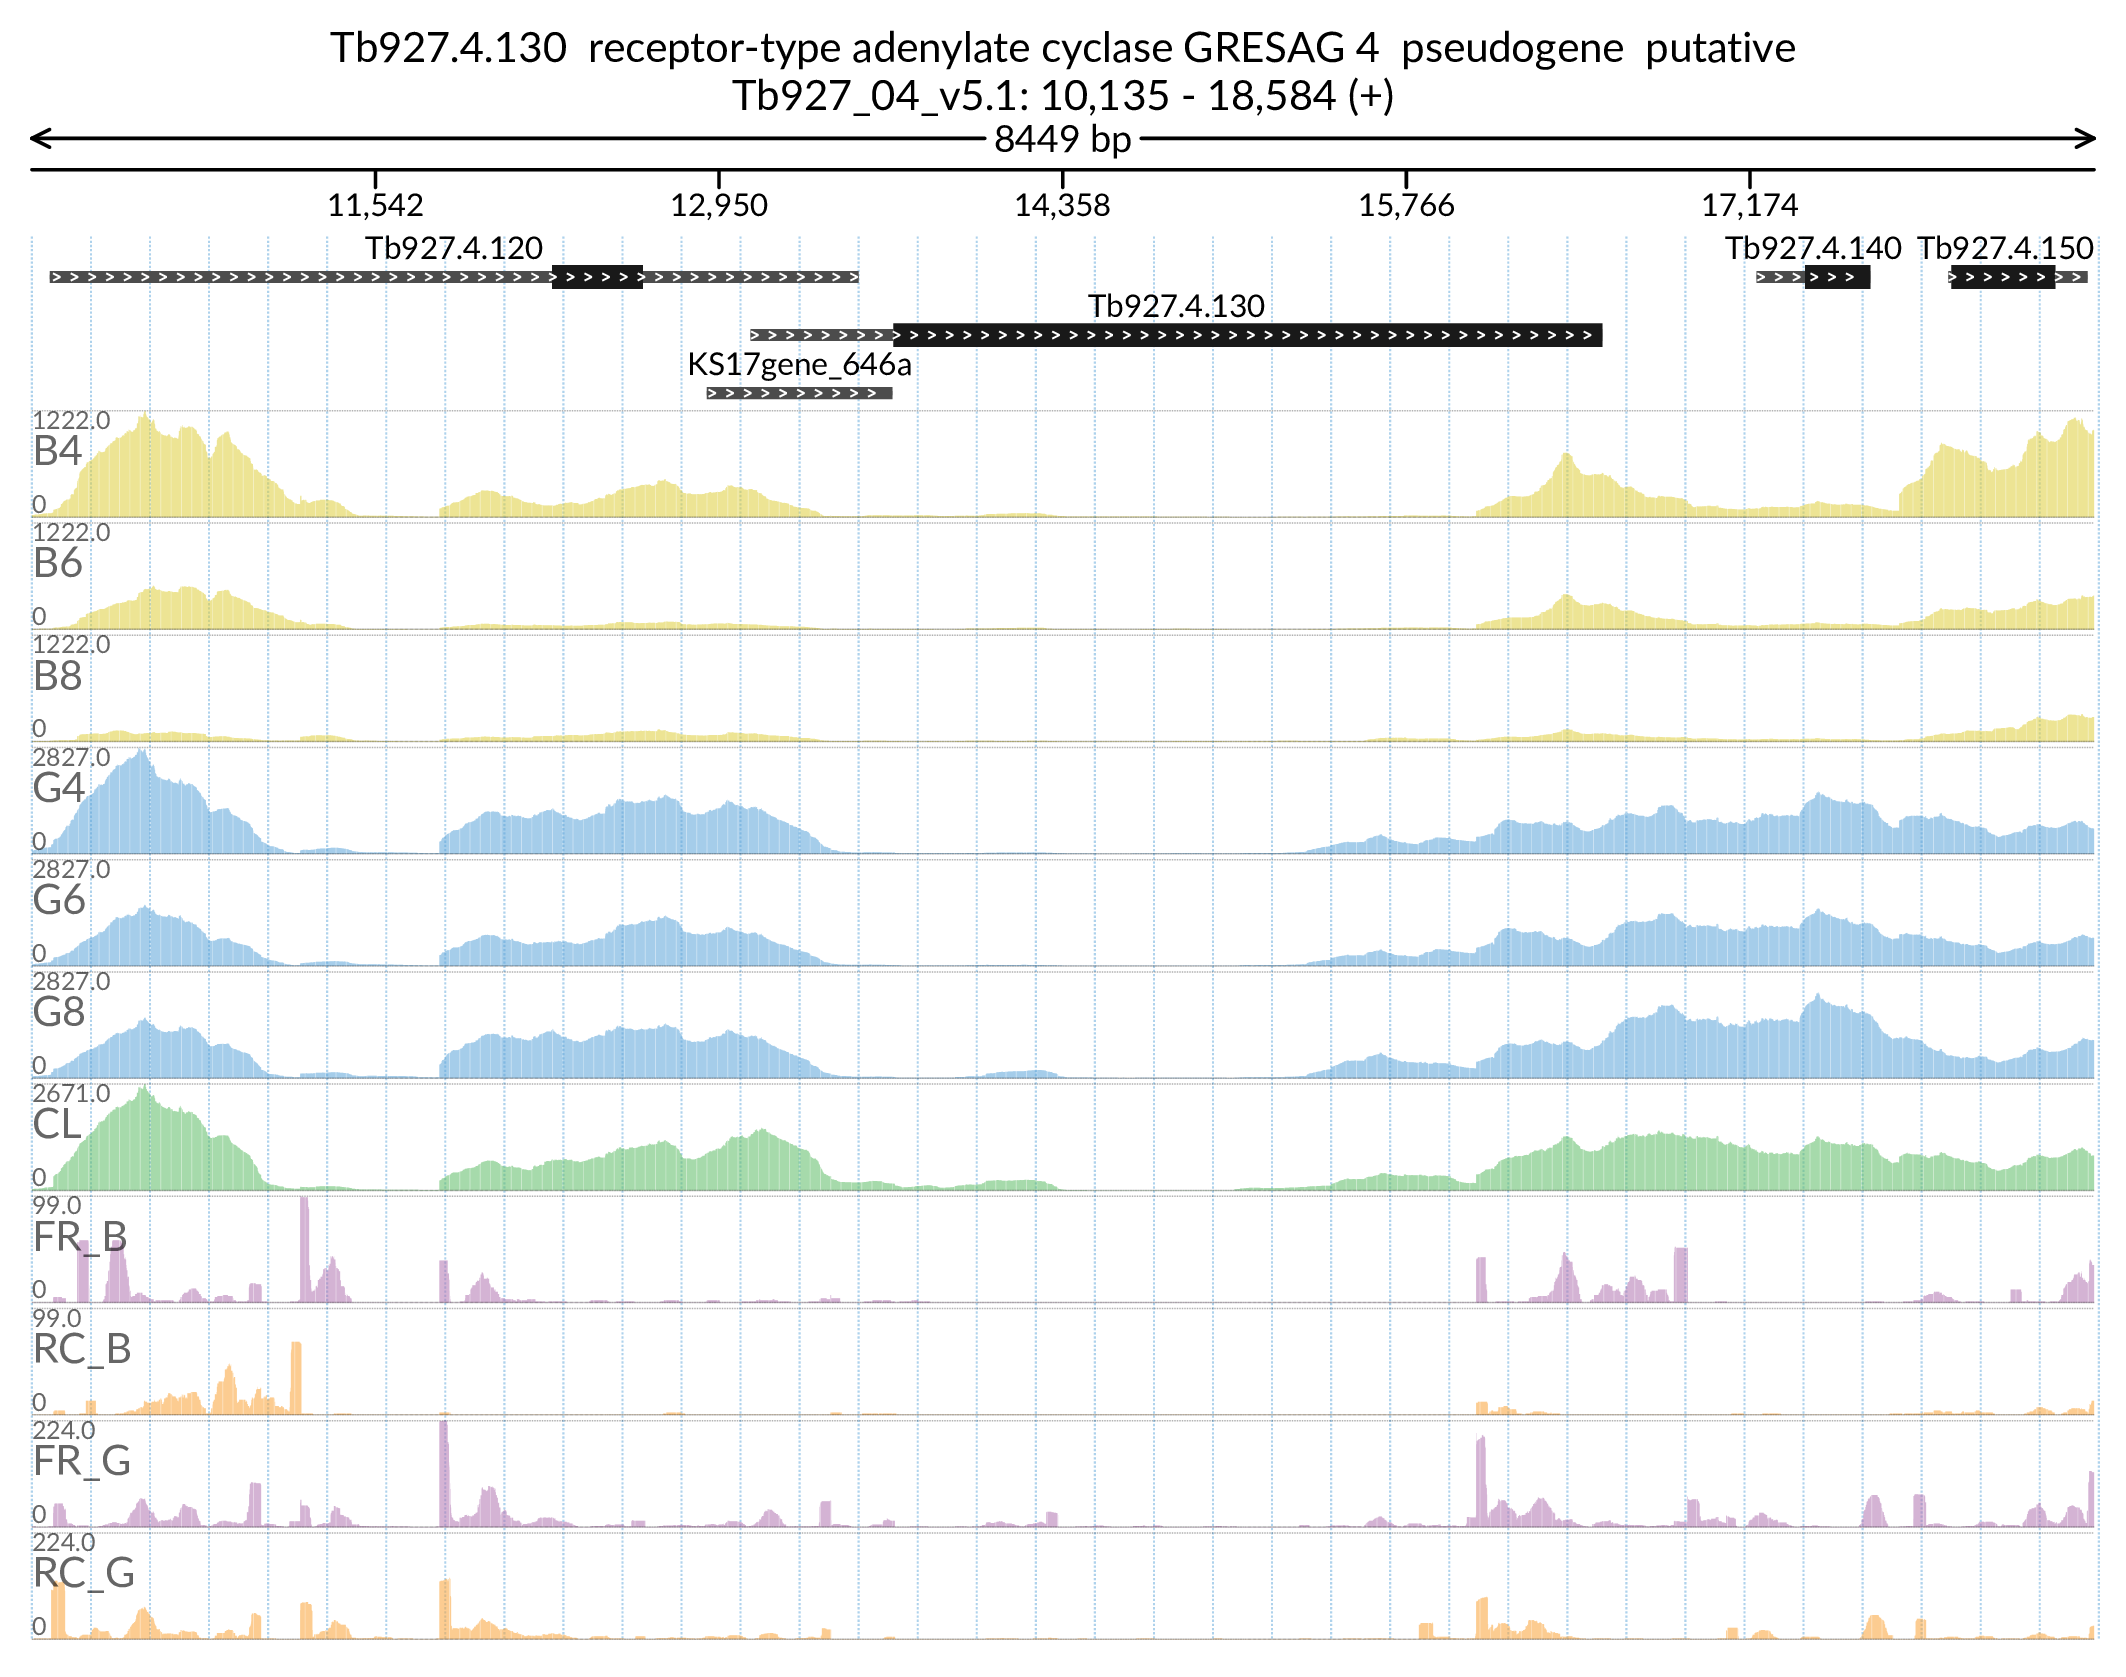 Tb927.4.130 receptor-type adenylate cyclase GRESAG 4 pseudogene putative
Tb927_04_v5.1: 10,135 - 18,584 (+)
8449 bp
11,542 12,950 14,358 15,766 17,174
Tb927.4.120 Tb927.4.140 Tb927.4.150
Tb927.4.130
KS17gene_646a
1222.0
B4
0
1222.0
B6
0
1222.0
B8
0
2827.0
G4
0
2827.0
G6
0
2827.0
G8
0
2671.0
CL
0
99.0
FR_B
0
99.0
RC_B
0
224.0
FR_G
0
224.0
RC_G
0